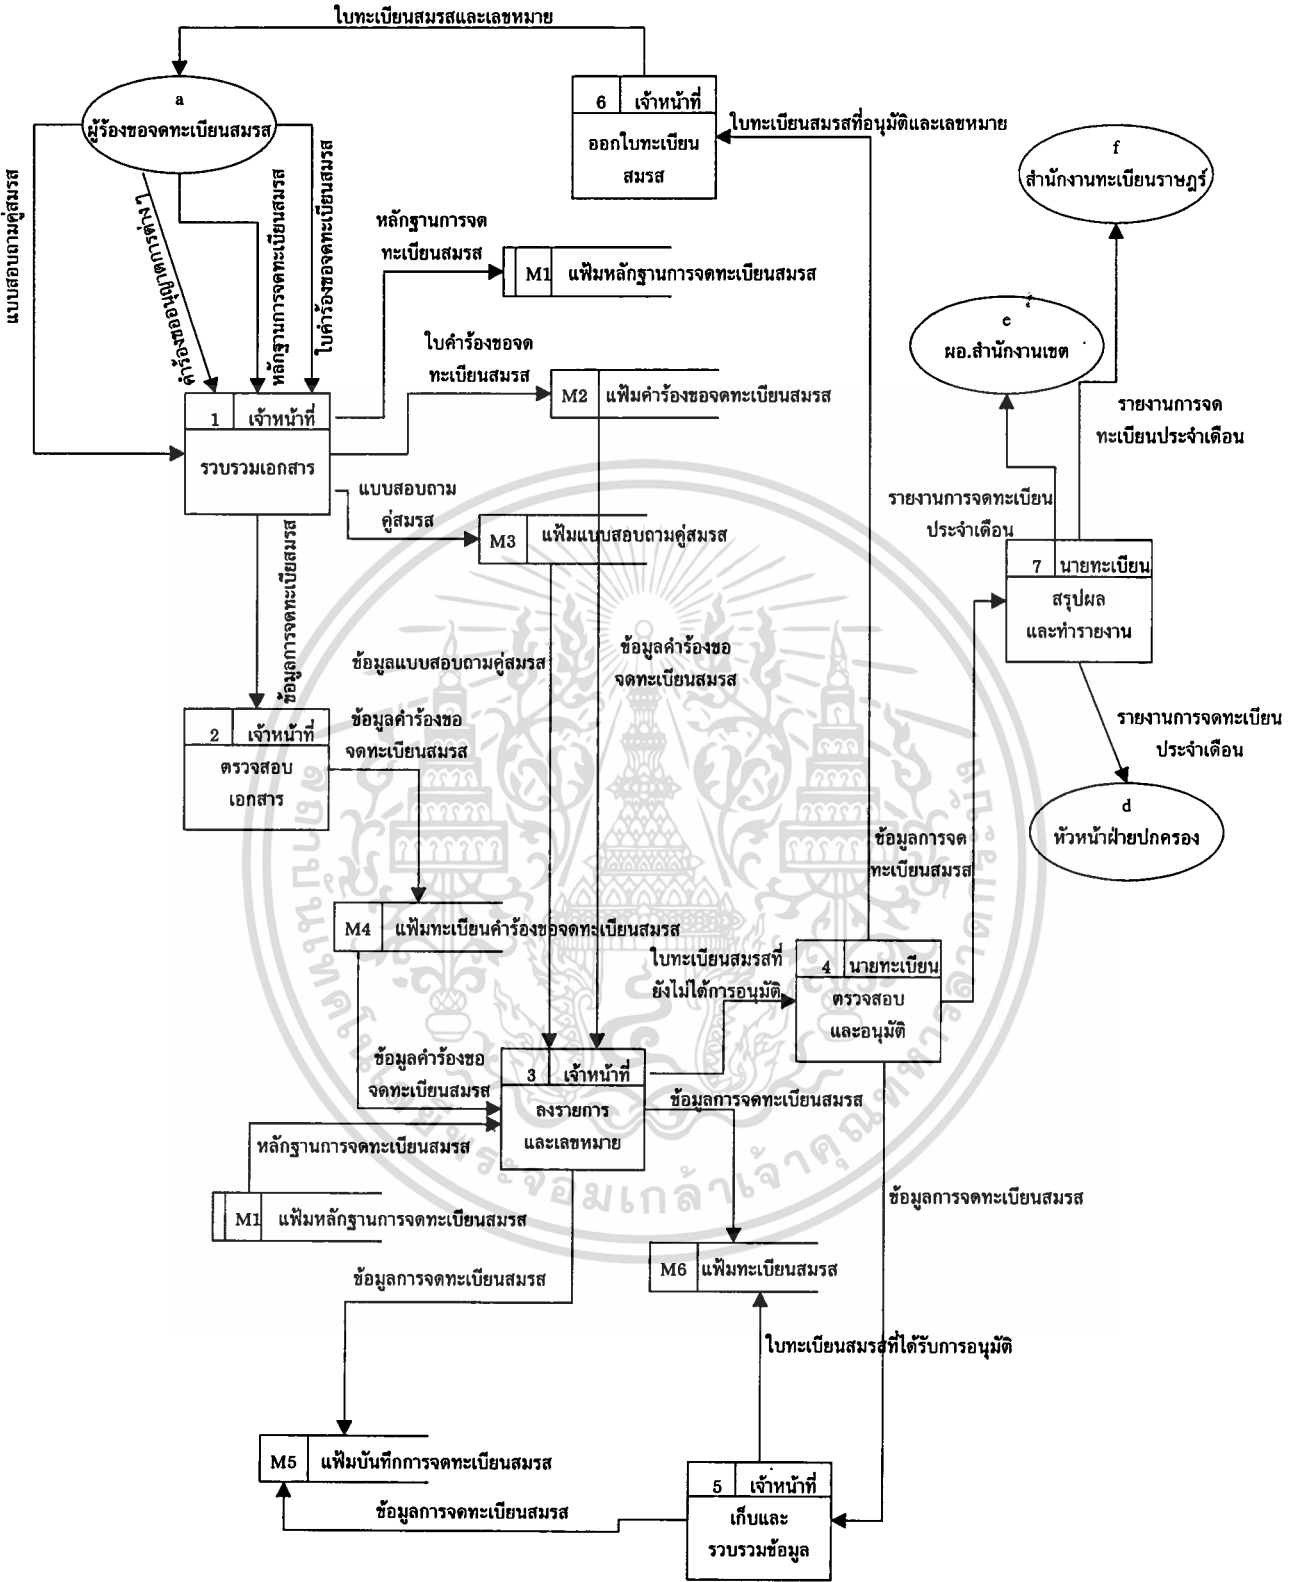 ใบทะเบียนสมรสและเลขหมาย
a
ผู้ร้องขอจดทะเบียนสมรส
6 เจ้าหน้าที่
ออกใบทะเบียน
สมรส
ใบทะเบียนสมรสที่อนุมัติและเลขหมาย
f
สำนักงานทะเบียนราษฎร์
แบบสอบถามคู่สมรส
คำร้องขออนุญาตการต่าง ๆ
หลักฐานการจดทะเบียนสมรส
ใบคำร้องขอจดทะเบียนสมรส
หลักฐานการจด
ทะเบียนสมรส
M1 แฟ้มหลักฐานการจดทะเบียนสมรส
e
ผอ.สำนักงานเขต
ใบคำร้องขอจด
ทะเบียนสมรส
M2 แฟ้มคำร้องขอจดทะเบียนสมรส
1 เจ้าหน้าที่
รวบรวมเอกสาร
รายงานการจด
ทะเบียนประจำเดือน
แบบสอบถาม
คู่สมรส
M3 แฟ้มแบบสอบถามคู่สมรส
รายงานการจดทะเบียน
ประจำเดือน
7 นายทะเบียน
สรุปผล
และทำรายงาน
ข้อมูลการจดทะเบียสมรส
ข้อมูลแบบสอบถามคู่สมรส
ข้อมูลคำร้องขอ
จดทะเบียนสมรส
2 เจ้าหน้าที่
ตรวจสอบ
เอกสาร
ข้อมูลคำร้องขอ
จดทะเบียนสมรส
รายงานการจดทะเบียน
ประจำเดือน
d
หัวหน้าฝ่ายปกครอง
ข้อมูลการจด
ทะเบียนสมรส
M4 แฟ้มทะเบียนคำร้องขอจดทะเบียนสมรส
ใบทะเบียนสมรสที่
ยังไม่ได้การอนุมัติ
4 นายทะเบียน
ตรวจสอบ
และอนุมัติ
ข้อมูลคำร้องขอ
จดทะเบียนสมรส
3 เจ้าหน้าที่
ลงรายการ
และเลขหมาย
ข้อมูลการจดทะเบียนสมรส
หลักฐานการจดทะเบียนสมรส
M1 แฟ้มหลักฐานการจดทะเบียนสมรส
ข้อมูลการจดทะเบียนสมรส
ข้อมูลการจดทะเบียนสมรส
M6 แฟ้มทะเบียนสมรส
ใบทะเบียนสมรสที่ได้รับการอนุมัติ
M5 แฟ้มบันทึกการจดทะเบียนสมรส
ข้อมูลการจดทะเบียนสมรส
5 เจ้าหน้าที่
เก็บและ
รวบรวมข้อมูล
สถาบันเทคโนโลยีพระจอมเกล้าเจ้าคุณทหารลาดกระบัง